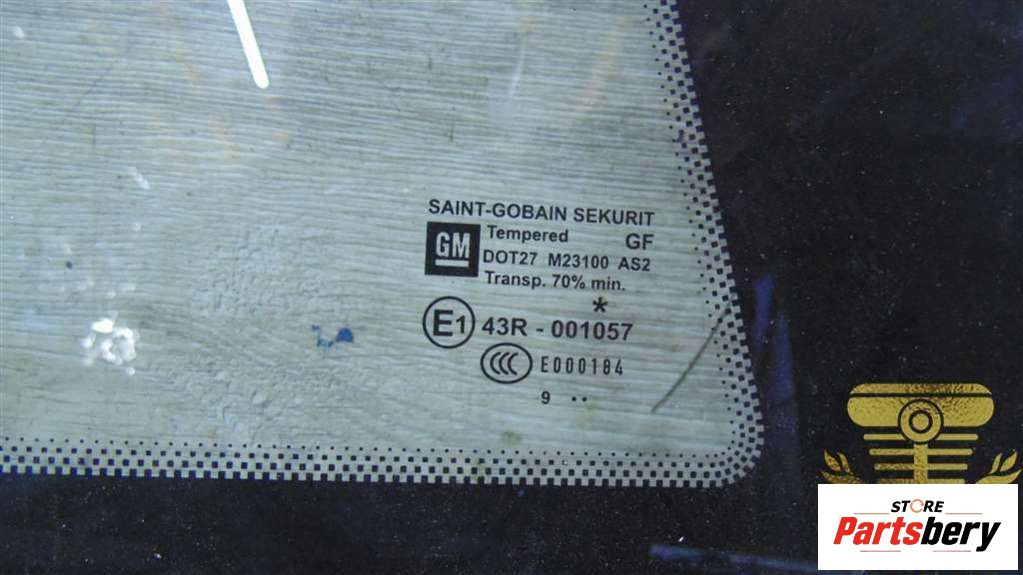 SAINT-GOBAIN SEKURIT
GM Tempered GF
DOT27 M23100 AS2
Transp. 70% min.
*
E1 43R - 001057
CCC E000184
9 ..
STORE
Partsbery